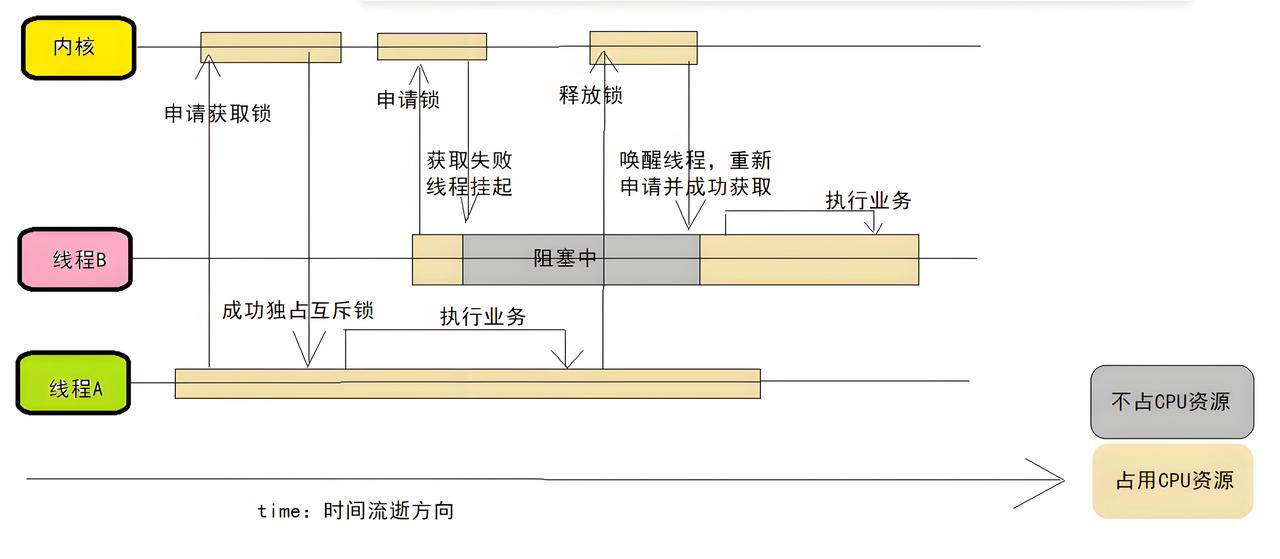 内核
申请获取锁
申请锁
释放锁
获取失败
线程挂起
唤醒线程，重新
申请并成功获取
执行业务
线程B
阻塞中
成功独占互斥锁
执行业务
线程A
不占CPU资源
占用CPU资源
time: 时间流逝方向